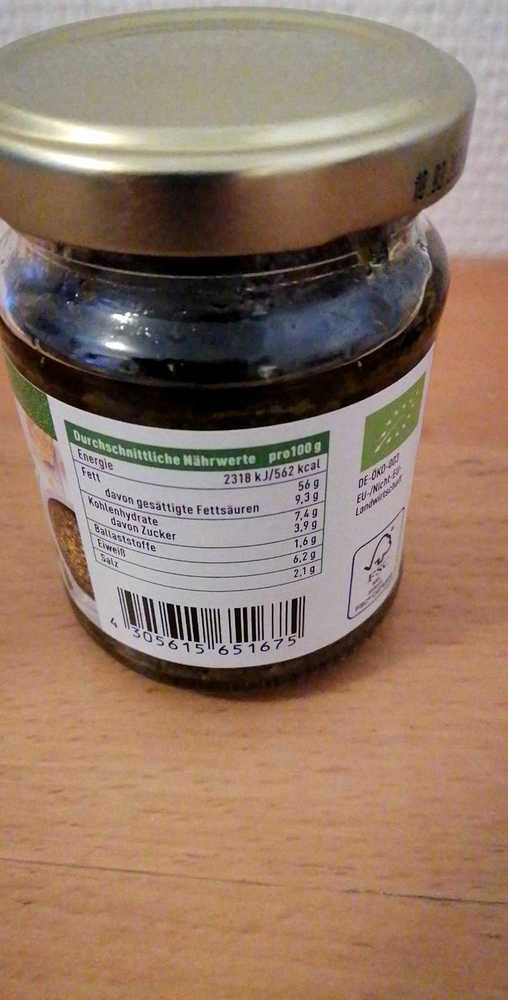 Durchschnittliche Nährwerte pro100 g
Energie 2318 kJ/562 kcal
Fett 56 g
davon gesättigte Fettsäuren 9,3 g
Kohlenhydrate 7,4 g
davon Zucker 3,9 g
Ballaststoffe 1,6 g
Eiweiß 6,2 g
Salz 2,1 g
4 305615 651675
DE-ÖKO-003
EU-/Nicht-EU-
Landwirtschaft
FSC